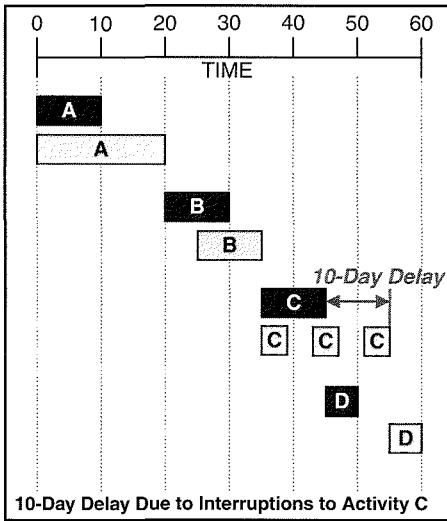 0 10 20 30 40 50 60
TIME
A
A
B
B
10-Day Delay
C
C C C
D
D
10-Day Delay Due to Interruptions to Activity C